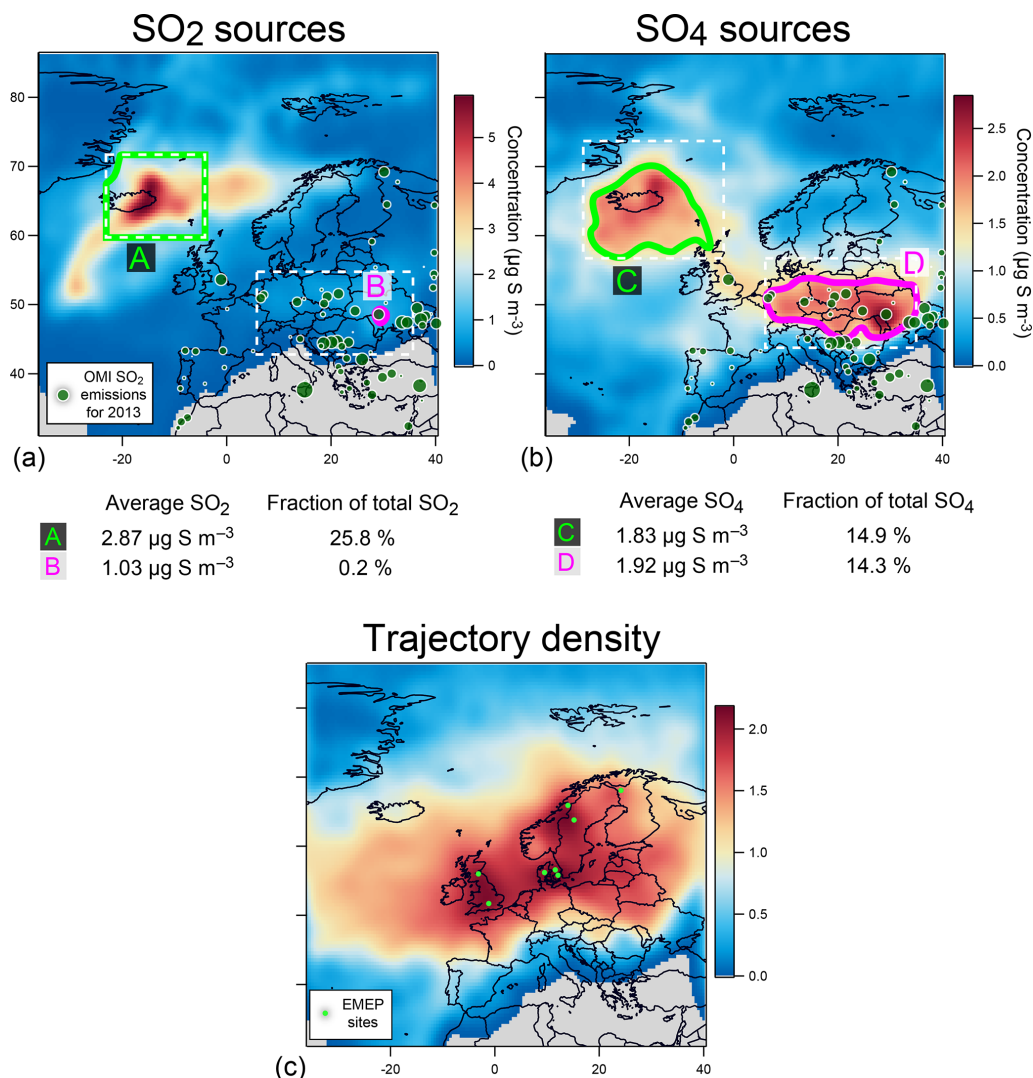 SO2 sources
SO4 sources
80
70
60
50
40
-20
0
20
40
A
B
OMI SO2
emissions
for 2013
5
4
3
2
1
0
Concentration (µg S m-3)
(a)
80
70
60
50
40
-20
0
20
40
C
D
2.5
2.0
1.5
1.0
0.5
0.0
Concentration (µg S m-3)
(b)
Average SO2 Fraction of total SO2
A 2.87 µg S m−3 25.8 %
B 1.03 µg S m−3 0.2 %
Average SO4 Fraction of total SO4
C 1.83 µg S m−3 14.9 %
D 1.92 µg S m−3 14.3 %
Trajectory density
EMEP
sites
-20
0
20
40
2.0
1.5
1.0
0.5
0.0
(c)